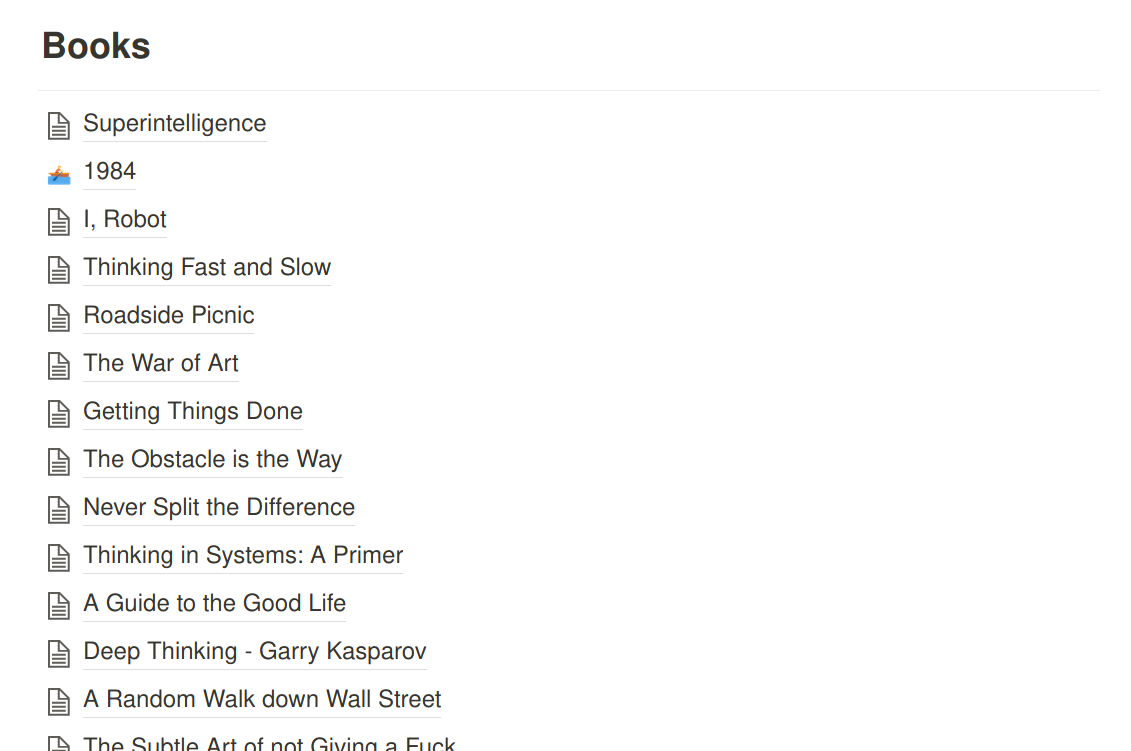 Books
Superintelligence
1984
I, Robot
Thinking Fast and Slow
Roadside Picnic
The War of Art
Getting Things Done
The Obstacle is the Way
Never Split the Difference
Thinking in Systems: A Primer
A Guide to the Good Life
Deep Thinking - Garry Kasparov
A Random Walk down Wall Street
The Subtle Art of not Giving a Fuck